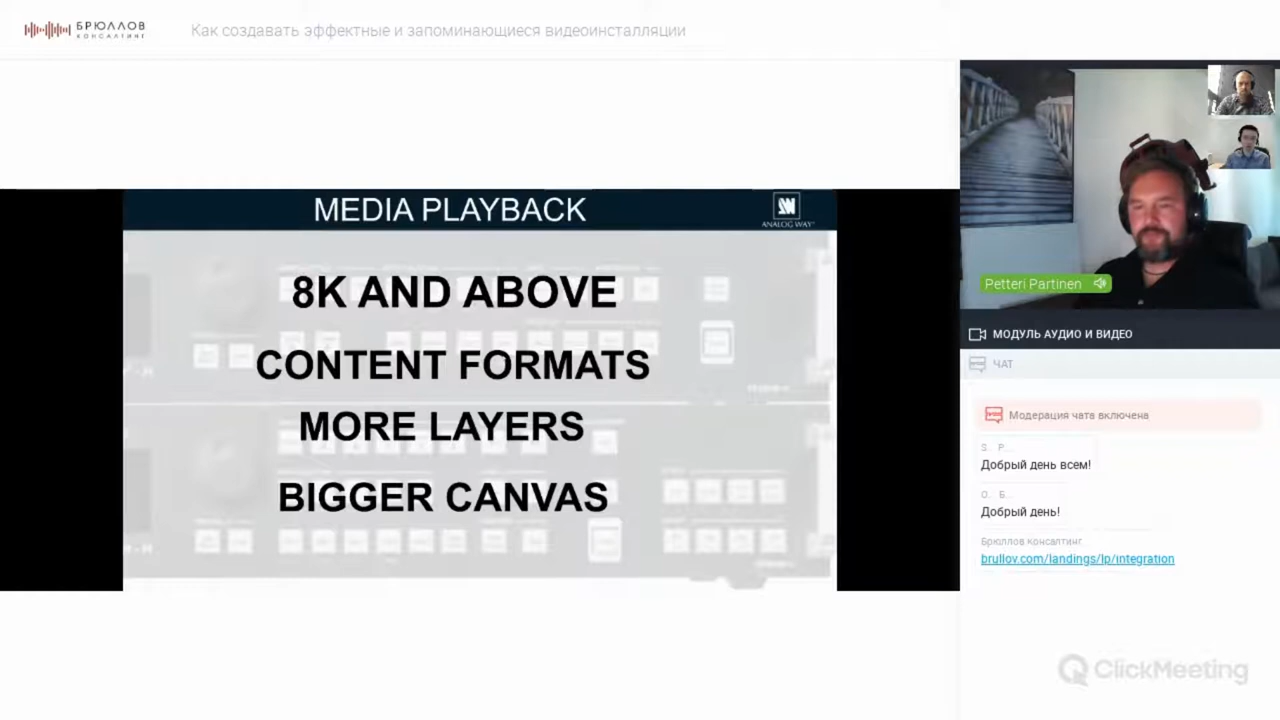 БРЮЛЛОВ
КОНСАЛТИНГ
Как создавать эффектные и запоминающиеся видеоинсталляции
MEDIA PLAYBACK
ANALOG WAY
8K AND ABOVE
CONTENT FORMATS
MORE LAYERS
BIGGER CANVAS
Petteri Partinen
МОДУЛЬ АУДИО И ВИДЕО
ЧАТ
Модерация чата включена
S. P...
Добрый день всем!
О. Б...
Добрый день!
Брюллов Консалтинг
brullov.com/landings/lp/integration
ClickMeeting